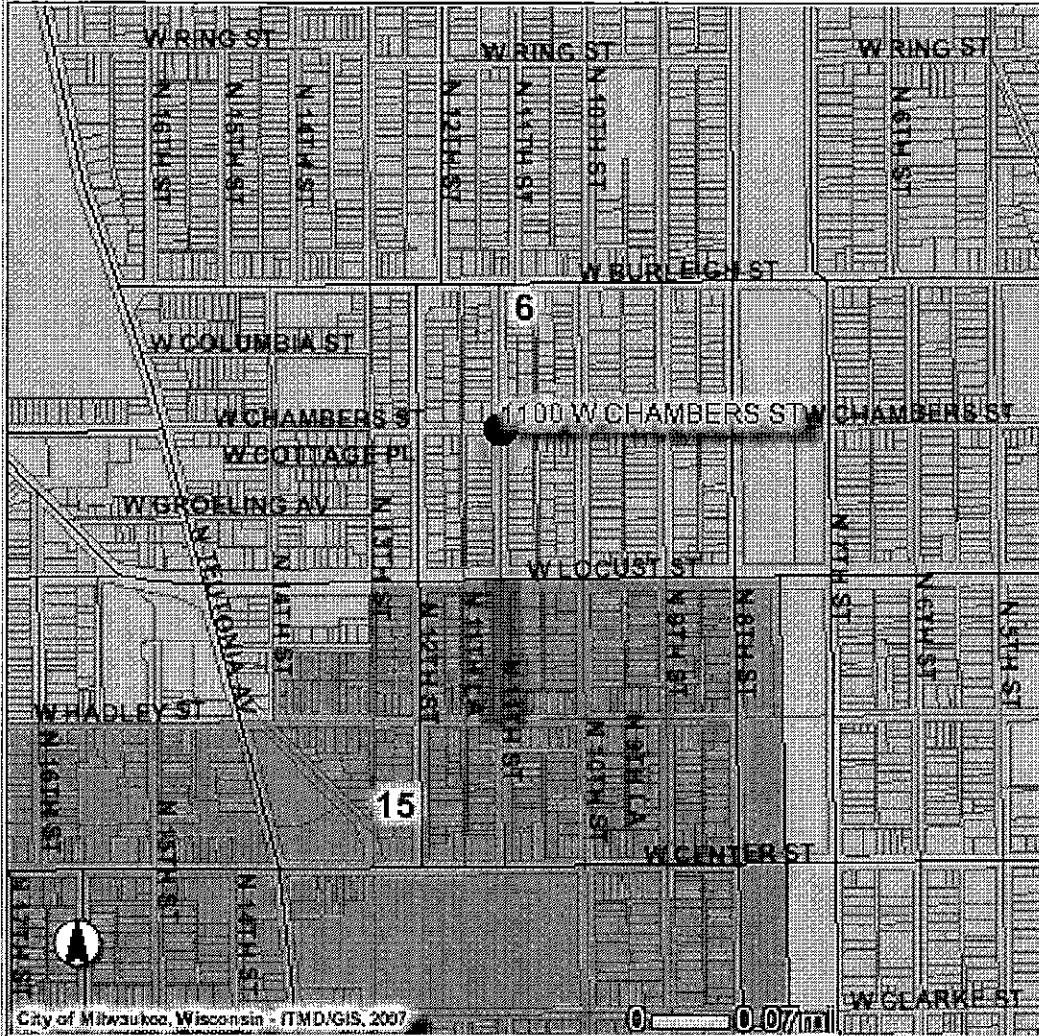 W RING ST
W RING ST
W RING ST
N 16TH ST
N 15TH ST
N 14TH ST
N 12TH ST
N 11TH ST
N 10TH ST
N 6TH ST
W BURLEIGH ST
6
W COLUMBIA ST
W CHAMBERS ST
1100 W CHAMBERS ST
W CHAMBERS ST
W COTTAGE PL
W GROELING AV
N 13TH ST
N 7TH ST
N TEUTONIA AV
N 14TH ST
W LOCUST ST
N 12TH ST
N 11TH LA
N 11TH ST
N 9TH ST
N 8TH ST
N 6TH ST
N 5TH ST
W HADLEY ST
N 16TH ST
N 15TH ST
N 10TH ST
N 9TH LA
15
W CENTER ST
N 17TH ST
N 14TH ST
W CLARKE ST
City of Milwaukee, Wisconsin - ITMD/GIS, 2007
0 0.07mi